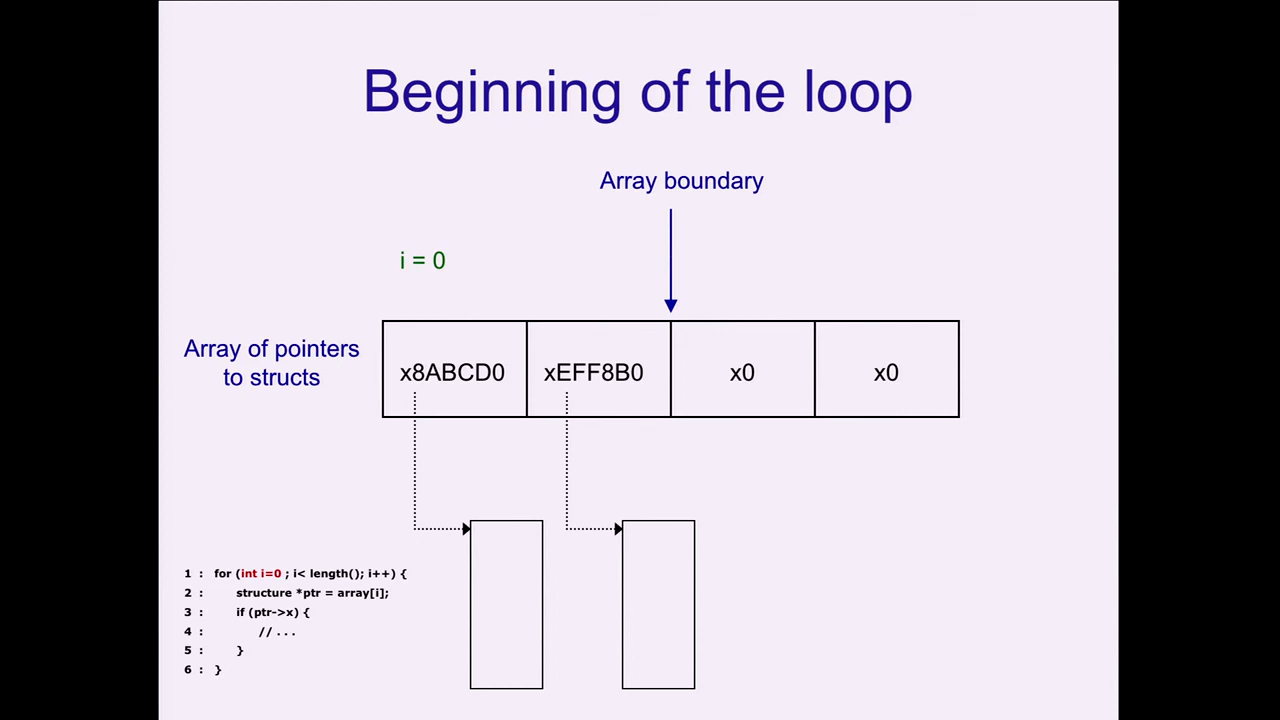 Beginning of the loop
Array boundary
i = 0
Array of pointers
to structs
x8ABCD0
xEFF8B0
x0
x0
1 : for (int i=0 ; i< length(); i++) {
2 : structure *ptr = array[i];
3 : if (ptr->x) {
4 : // . . .
5 : }
6 : }